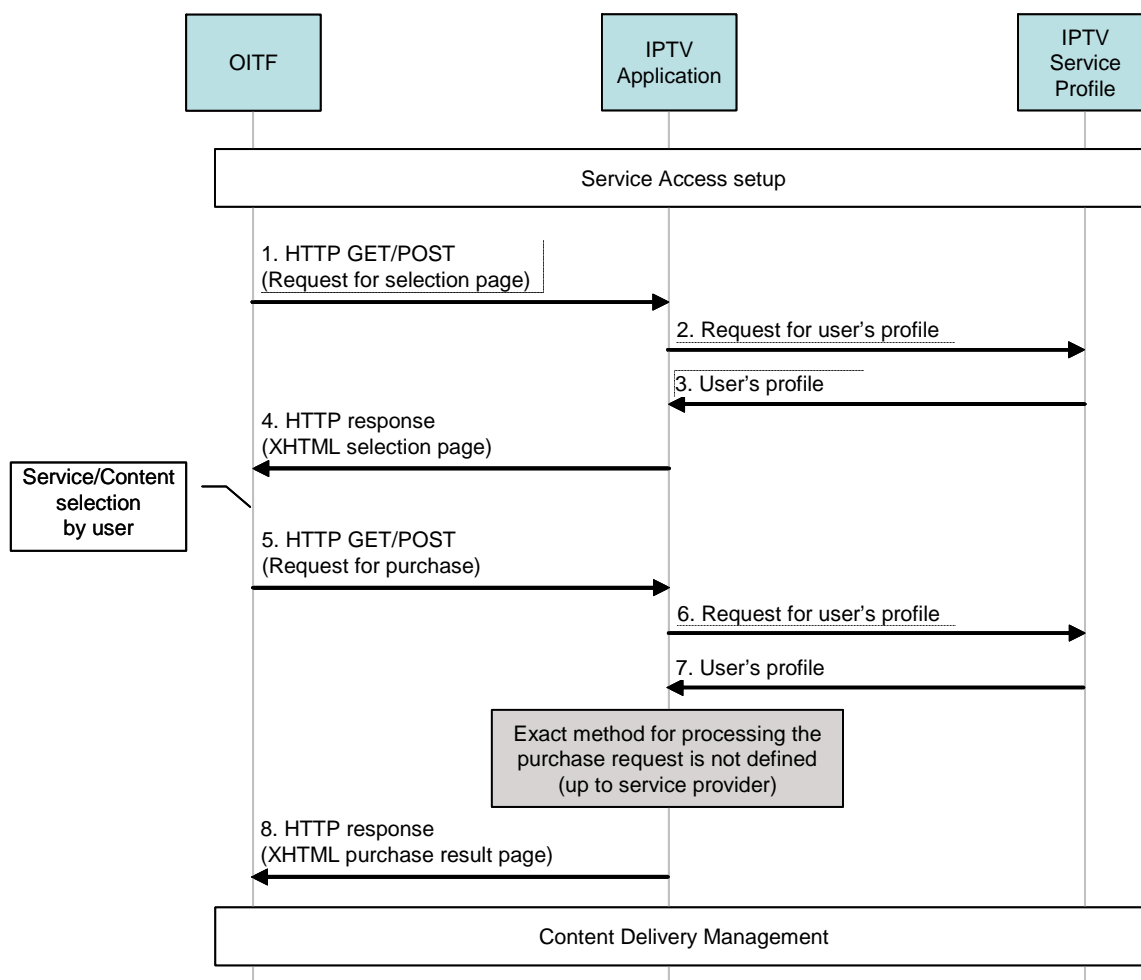 OITF
IPTV
Application
IPTV
Service
Profile
Service Access setup
1. HTTP GET/POST
(Request for selection page)
2. Request for user’s profile
3. User’s profile
4. HTTP response
(XHTML selection page)
Service/Content
selection
by user
5. HTTP GET/POST
(Request for purchase)
6. Request for user’s profile
7. User’s profile
Exact method for processing the
purchase request is not defined
(up to service provider)
8. HTTP response
(XHTML purchase result page)
Content Delivery Management